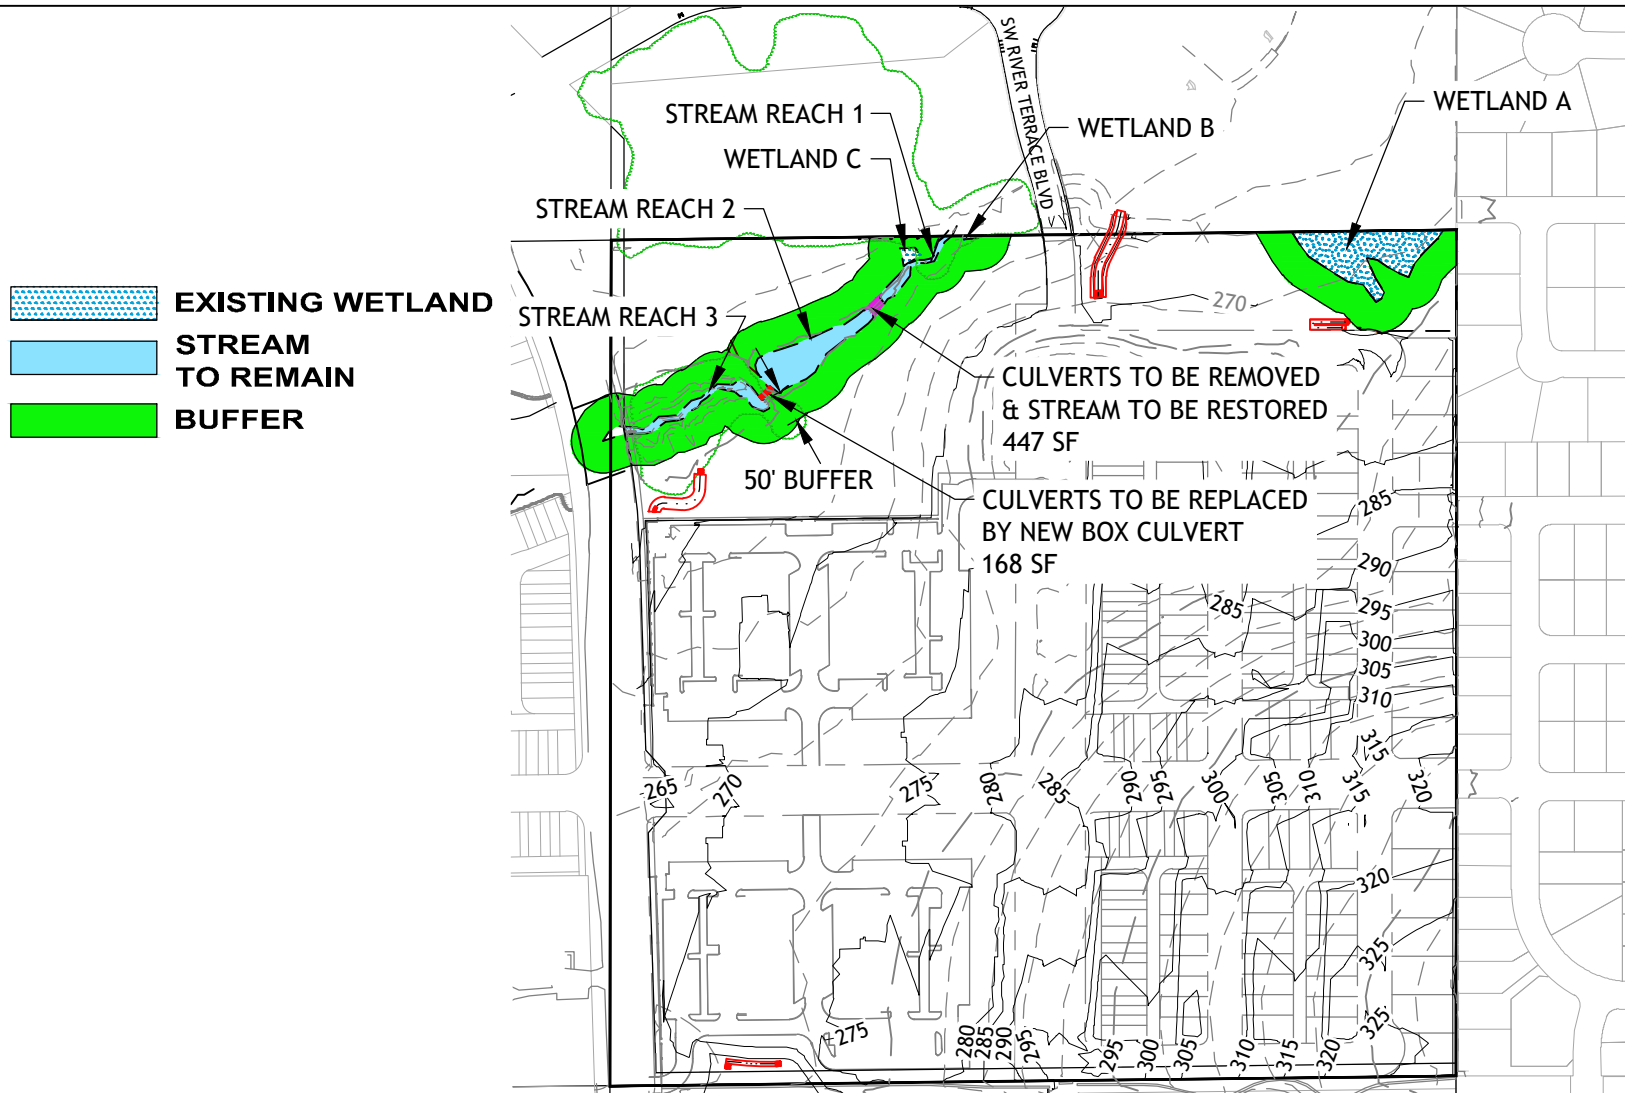 SW RIVER TERRACE BLVD
STREAM REACH 1
WETLAND C
STREAM REACH 2
STREAM REACH 3
WETLAND B
WETLAND A
EXISTING WETLAND
STREAM
TO REMAIN
BUFFER
270
CULVERTS TO BE REMOVED
& STREAM TO BE RESTORED
447 SF
50' BUFFER
CULVERTS TO BE REPLACED
BY NEW BOX CULVERT
168 SF
285
290
285
295
300
305
310
315
265
270
275
280
285
290
295
300
305
310
315
320
320
325
325
275
280
285
290
295
295
300
305
310
315
320